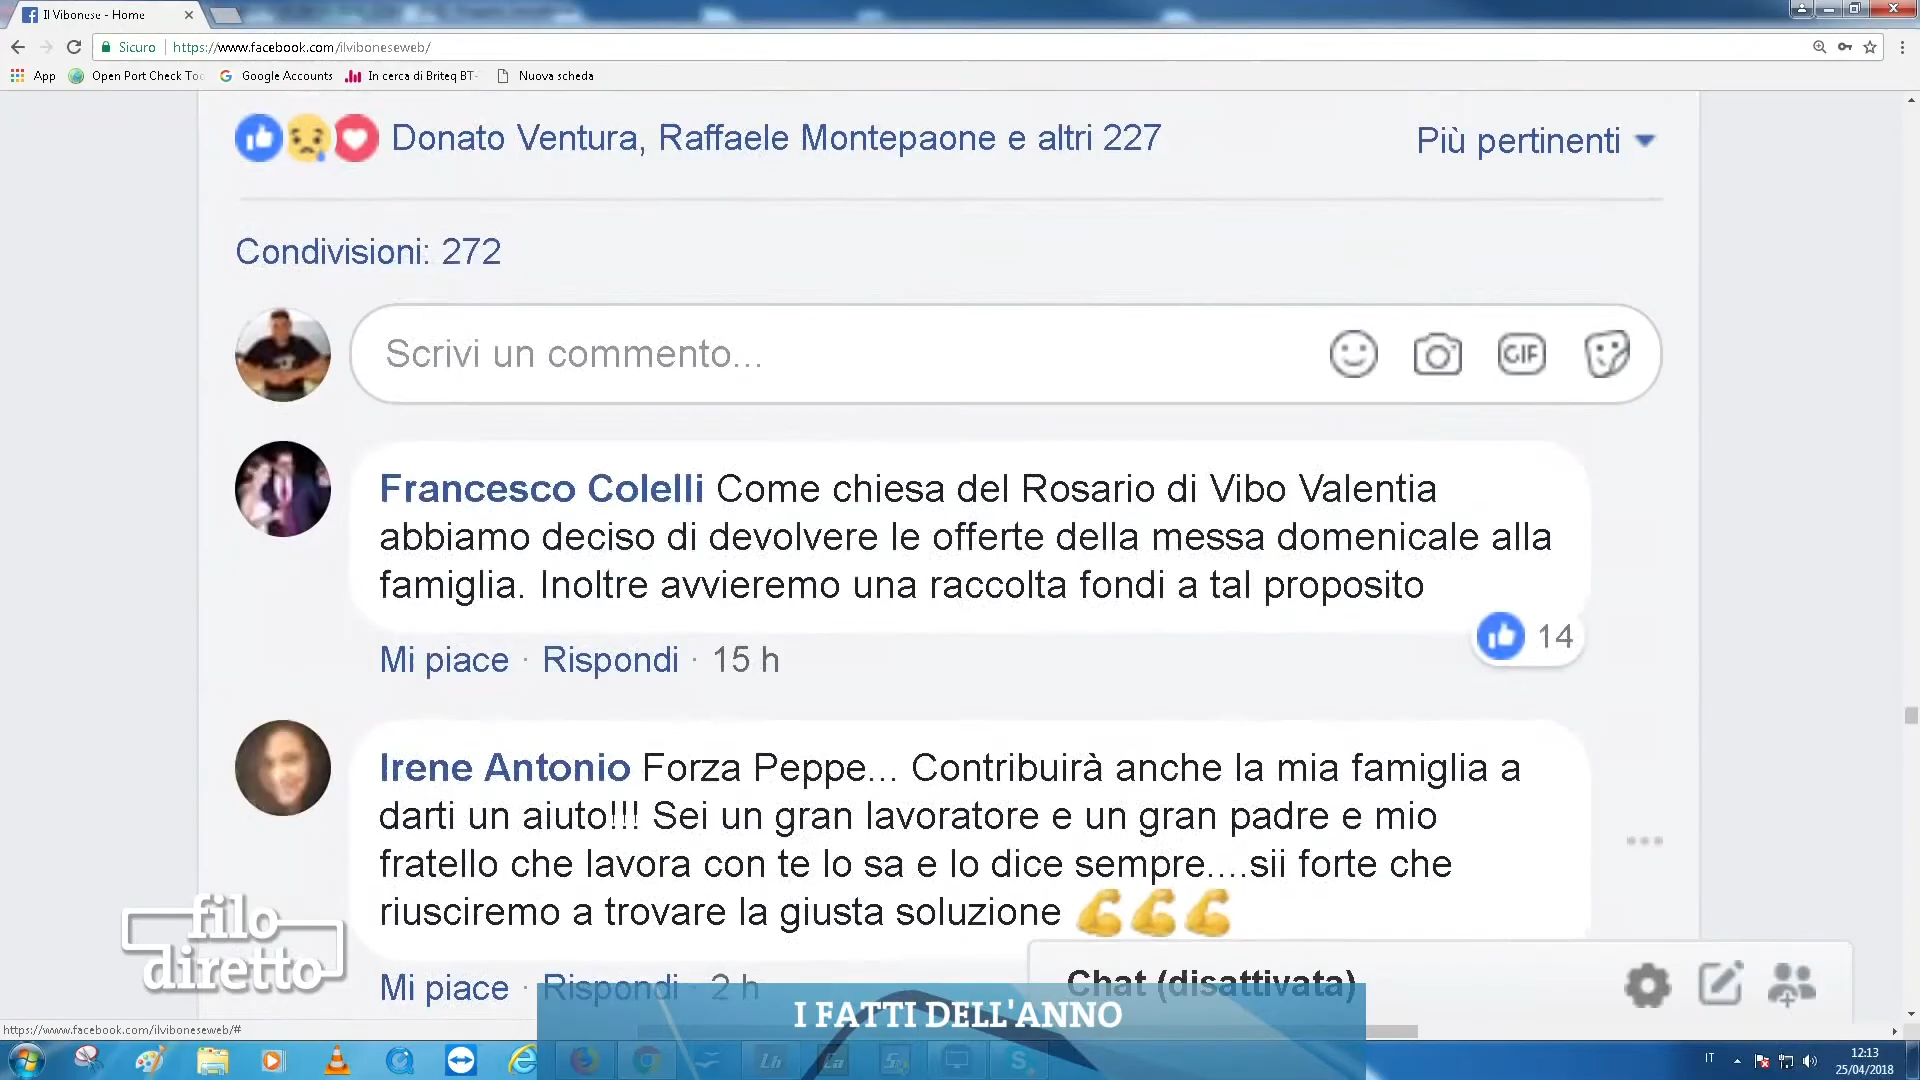 Il Vibonese - Home
Sicuro https://www.facebook.com/ilviboneseweb/
App Open Port Check Too Google Accounts In cerca di Briteq BT- Nuova scheda
Donato Ventura, Raffaele Montepaone e altri 227
Più pertinenti
Condivisioni: 272
Scrivi un commento...
GIF
Francesco Colelli Come chiesa del Rosario di Vibo Valentia
abbiamo deciso di devolvere le offerte della messa domenicale alla
famiglia. Inoltre avvieremo una raccolta fondi a tal proposito
14
Mi piace · Rispondi · 15 h
Irene Antonio Forza Peppe... Contribuirà anche la mia famiglia a
darti un aiuto!!! Sei un gran lavoratore e un gran padre e mio
fratello che lavora con te lo sa e lo dice sempre....sii forte che
riusciremo a trovare la giusta soluzione 💪💪💪
Mi piace · Rispondi · 2 h
Chat (disattivata)
filo
diretto
I FATTI DELL'ANNO
https://www.facebook.com/ilviboneseweb/#
IT
12:13
25/04/2018